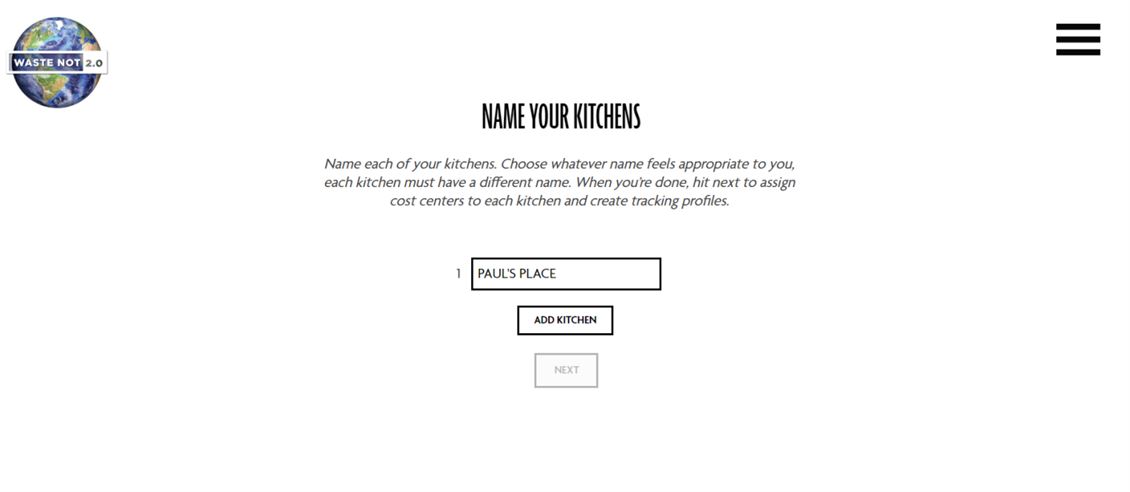 WASTE NOT 2.0
NAME YOUR KITCHENS
Name each of your kitchens. Choose whatever name feels appropriate to you,
each kitchen must have a different name. When you're done, hit next to assign
cost centers to each kitchen and create tracking profiles.
1 PAUL'S PLACE
ADD KITCHEN
NEXT